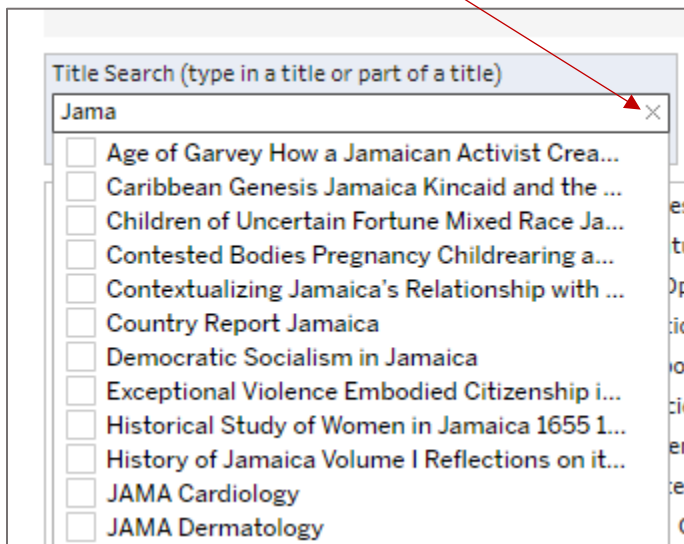 Title Search (type in a title or part of a title)
Jama
Age of Garvey How a Jamaican Activist Crea...
Caribbean Genesis Jamaica Kincaid and the ...
Children of Uncertain Fortune Mixed Race Ja...
Contested Bodies Pregnancy Childrearing a...
Contextualizing Jamaica's Relationship with ...
Country Report Jamaica
Democratic Socialism in Jamaica
Exceptional Violence Embodied Citizenship i...
Historical Study of Women in Jamaica 1655 1...
History of Jamaica Volume I Reflections on it...
JAMA Cardiology
JAMA Dermatology